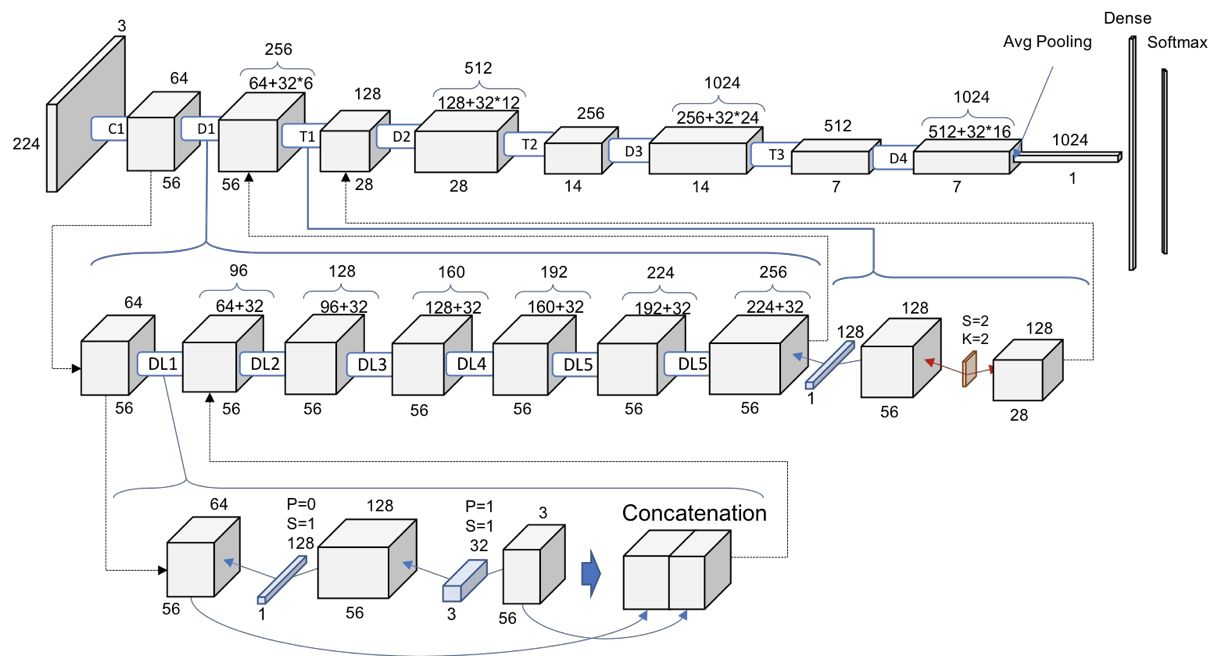 Dense
Softmax
Avg Pooling
3
224
C1
64
56
D1
256
64+32*6
56
T1
128
28
D2
512
128+32*12
28
T2
256
14
D3
1024
256+32*24
14
T3
512
7
D4
1024
512+32*16
7
1024
1
64
56
DL1
96
64+32
56
DL2
128
96+32
56
DL3
160
128+32
56
DL4
192
160+32
56
DL5
224
192+32
56
DL5
256
224+32
56
128
1
128
56
S=2
K=2
128
28
64
56
P=0
S=1
128
1
128
56
P=1
S=1
32
3
3
56
Concatenation